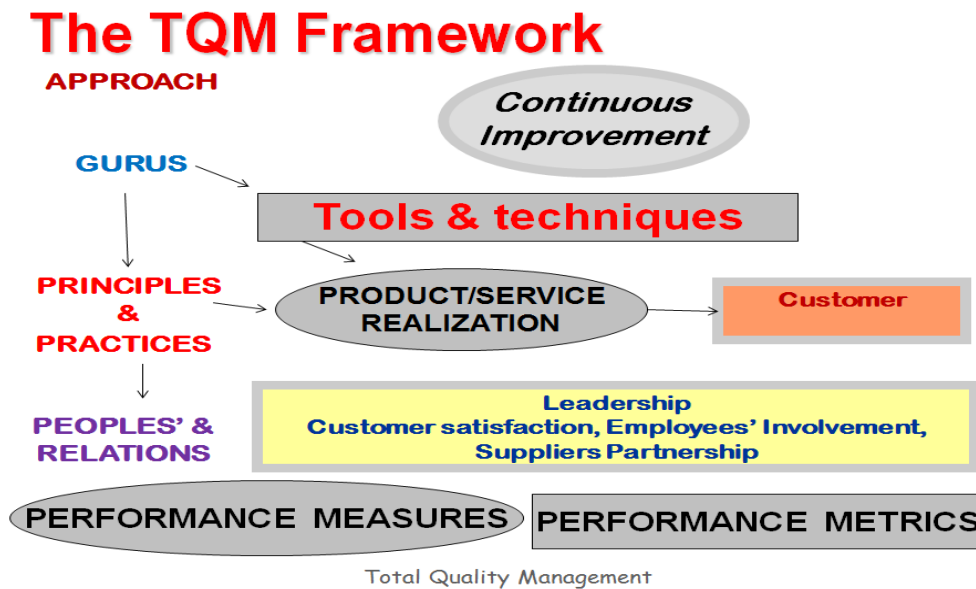 The TQM Framework
APPROACH
Continuous
Improvement
GURUS
Tools & techniques
PRINCIPLES
&
PRACTICES
PRODUCT/SERVICE
REALIZATION
Customer
PEOPLES’ &
RELATIONS
Leadership
Customer satisfaction, Employees’ Involvement,
Suppliers Partnership
PERFORMANCE MEASURES
PERFORMANCE METRICS
Total Quality Management